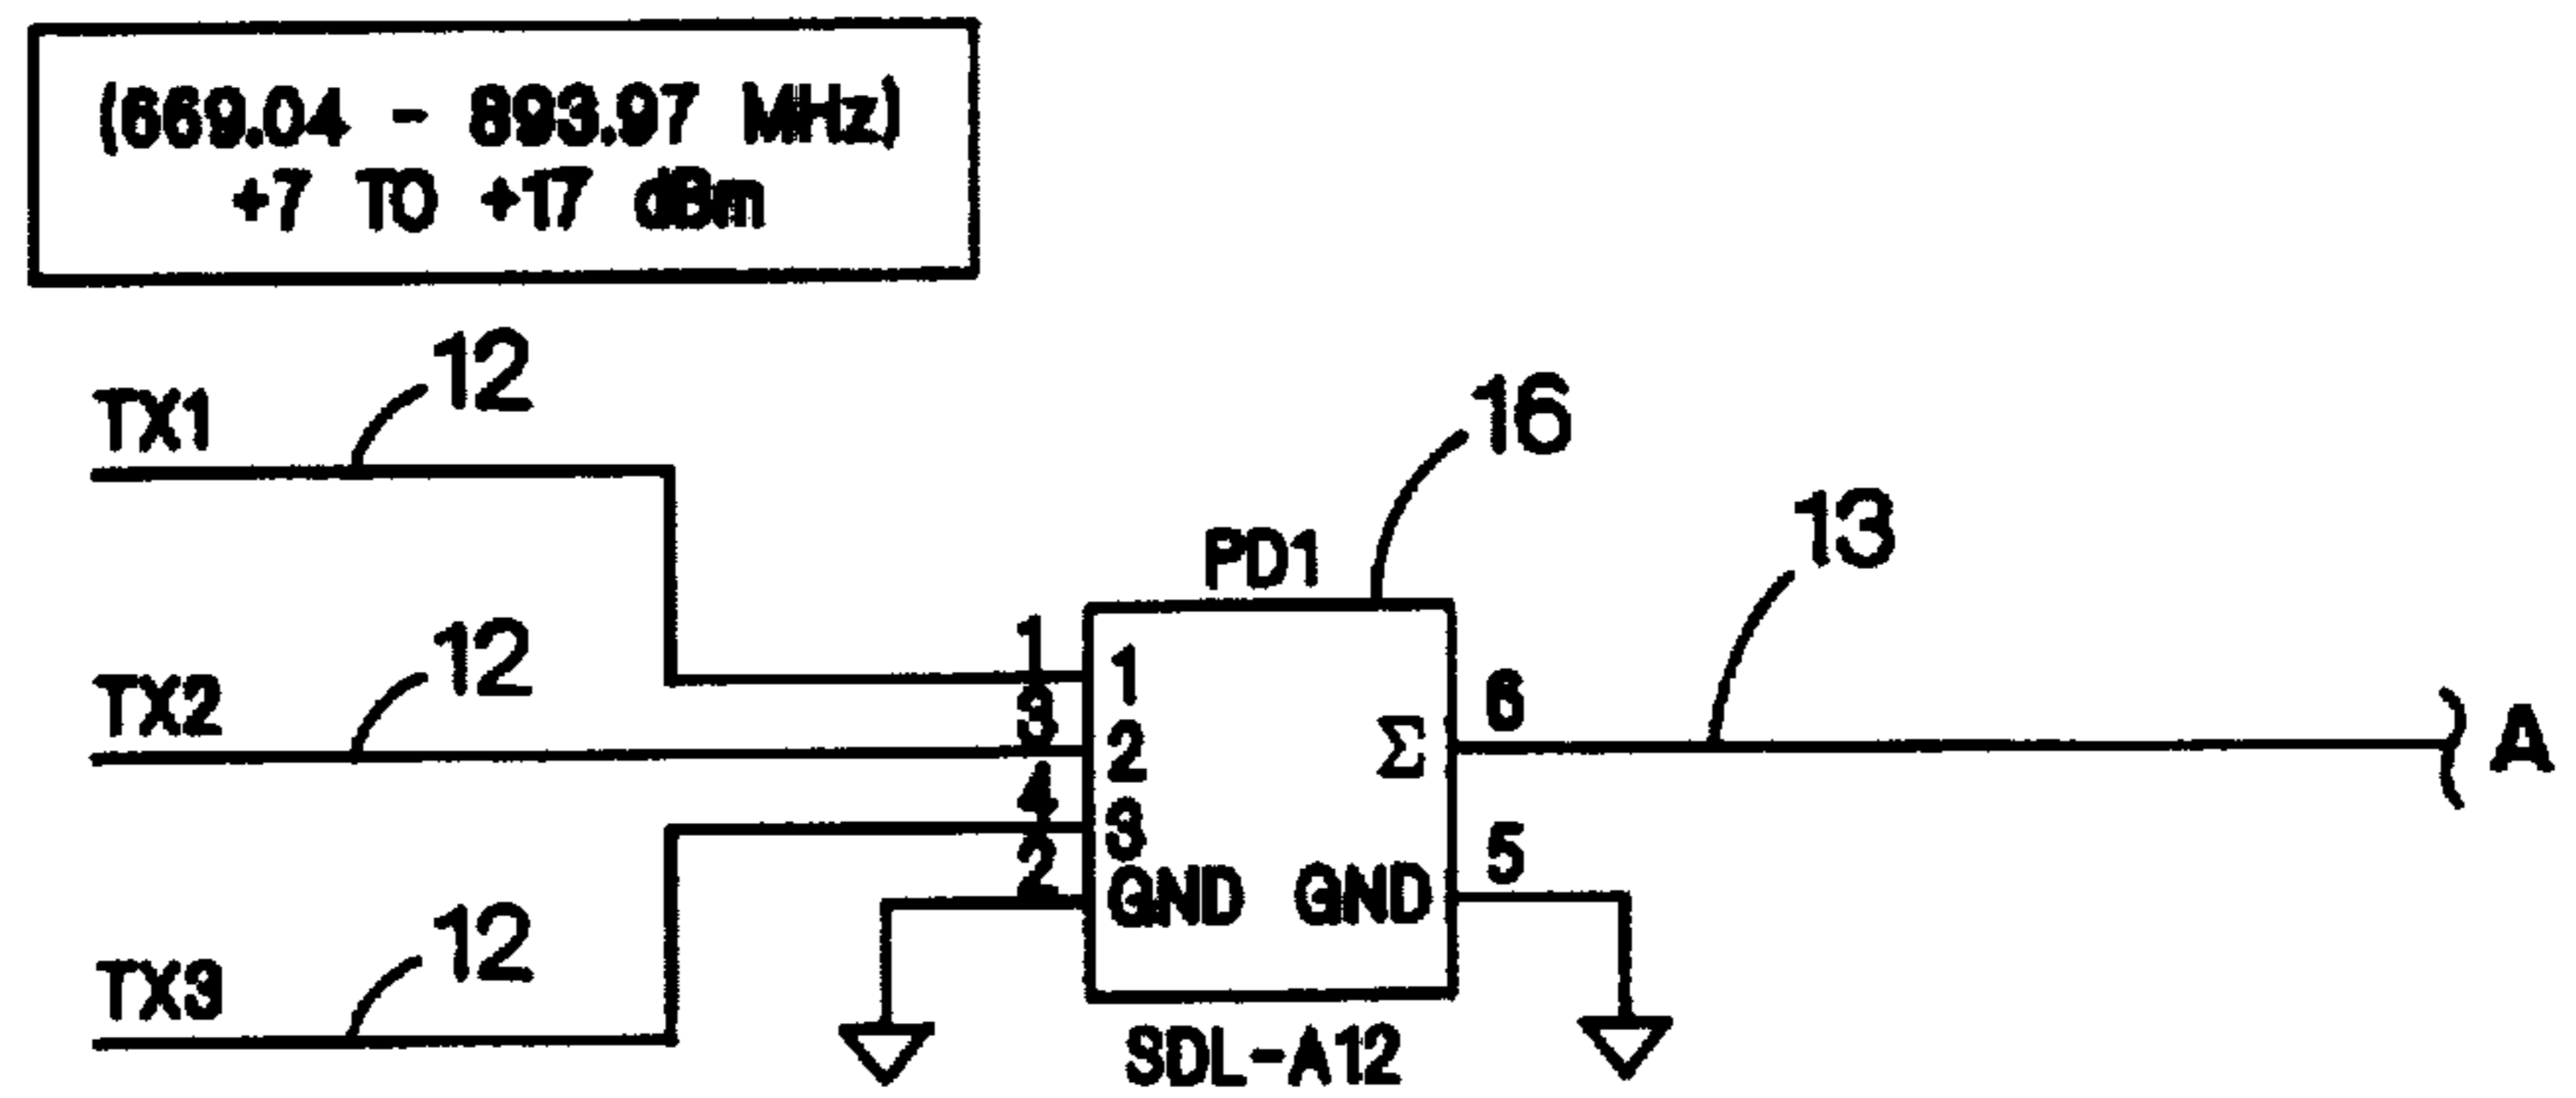 (669.04 - 893.97 MHz)
+7 TO +17 dBm
TX1
12
16
13
PD1
TX2
12
1
1
3
2
4
3
2
GND
Σ
6
GND
5
A
TX3
12
SDL-A12